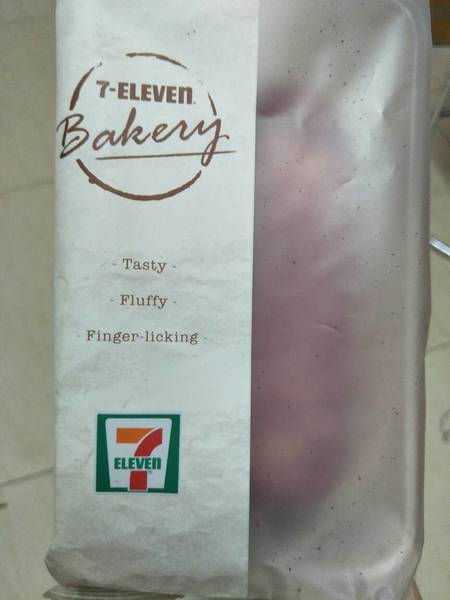 7-ELEVEN
Bakery
- Tasty -
- Fluffy -
- Finger-licking -
7
ELEVEN